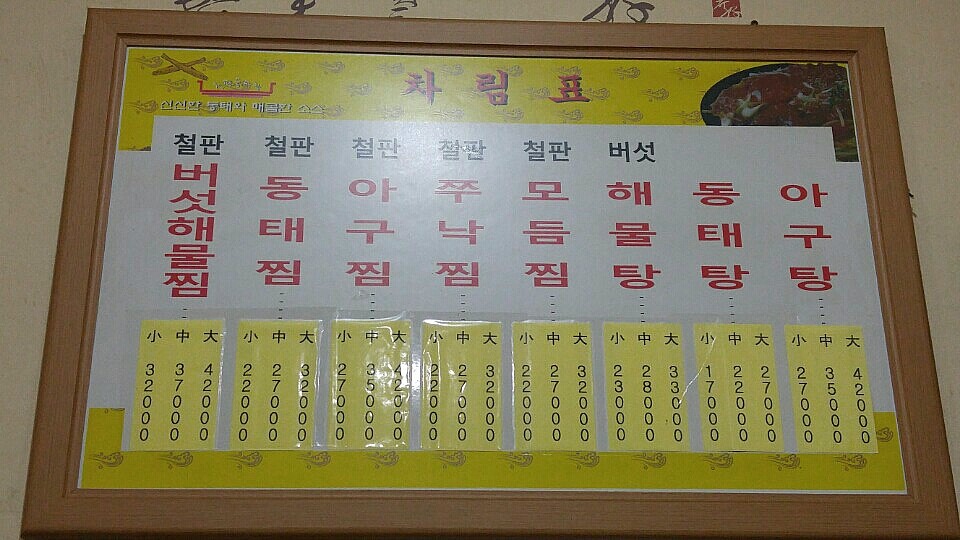 차림표
싱싱한 동태와 매콤한 소스
철판 버섯해물찜
小 中 大
32000 37000 42000
철판 동태찜
小 中 大
22000 27000 32000
철판 아구찜
小 中 大
27000 35000 42000
철판 쭈낙찜
小 中 大
22000 27000 32000
철판 모듬찜
小 中 大
22000 27000 32000
버섯 해물탕
小 中 大
23000 28000 33000
동태탕
小 中 大
17000 22000 27000
아구탕
小 中 大
27000 35000 42000